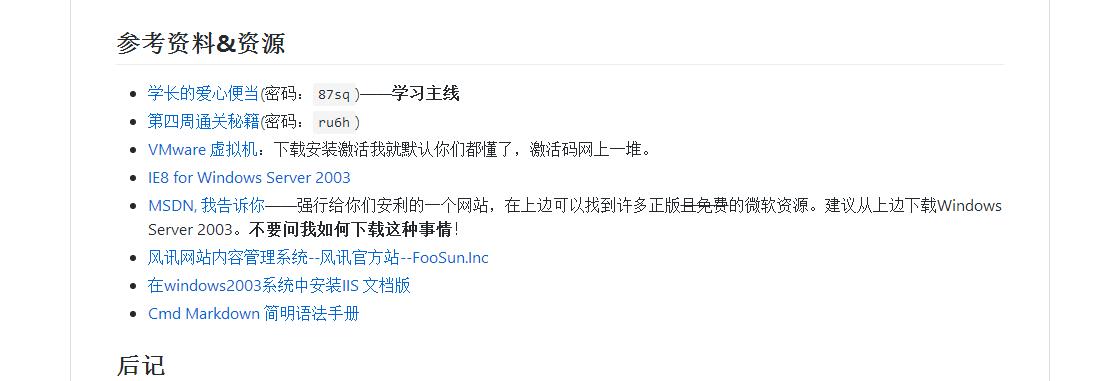 参考资料&资源
学长的爱心便当(密码：87sq)——学习主线
第四周通关秘籍(密码：ru6h)
VMware 虚拟机：下载安装激活我就默认你们都懂了，激活码网上一堆。
IE8 for Windows Server 2003
MSDN, 我告诉你——强行给你们安利的一个网站，在上边可以找到许多正版且免费的微软资源。建议从上边下载Windows
Server 2003。不要问我如何下载这种事情！
风讯网站内容管理系统--风讯官方站--FooSun.Inc
在windows2003系统中安装IIS 文档版
Cmd Markdown 简明语法手册
后记